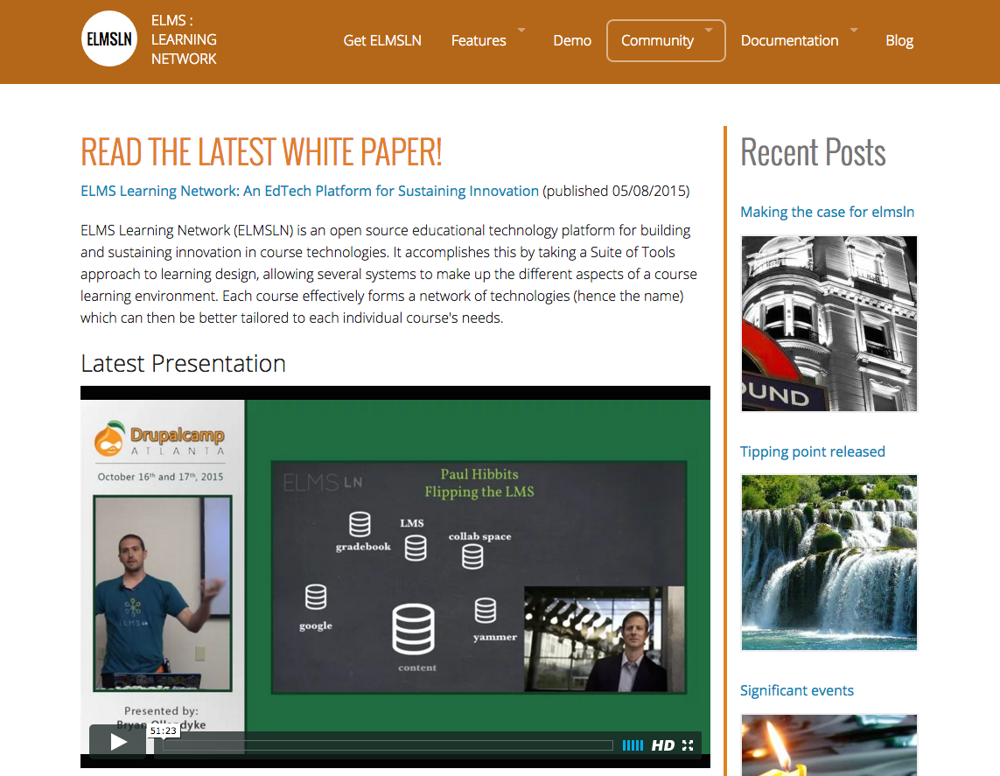 ELMSLN
ELMS :
LEARNING
NETWORK
Get ELMSLN
Features
Demo
Community
Documentation
Blog
READ THE LATEST WHITE PAPER!
ELMS Learning Network: An EdTech Platform for Sustaining Innovation (published 05/08/2015)
ELMS Learning Network (ELMSLN) is an open source educational technology platform for building
and sustaining innovation in course technologies. It accomplishes this by taking a Suite of Tools
approach to learning design, allowing several systems to make up the different aspects of a course
learning environment. Each course effectively forms a network of technologies (hence the name)
which can then be better tailored to each individual course's needs.
Latest Presentation
Drupalcamp
ATLANTA
October 16th and 17th, 2015
ELMS LN
Presented by:
Bryan
51:23
ELMS LN
Paul Hibbits
Flipping the LMS
gradebook
LMS
collab space
google
content
yammer
HD
Recent Posts
Making the case for elmsln
OUND
Tipping point released
Significant events